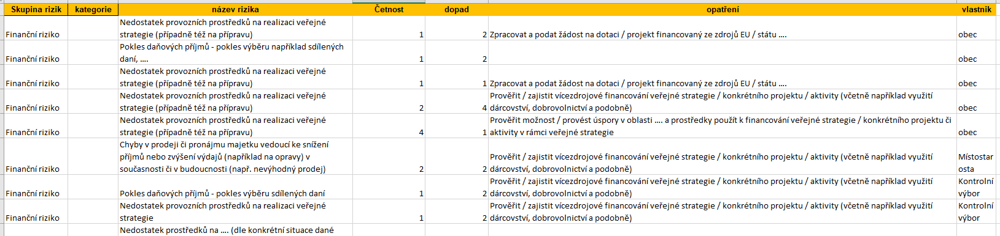 Skupina rizik kategorie název rizika Četnost dopad opatření vlastnik
Nedostatek provozních prostředků na realizaci veřejné
Finanční riziko strategie (případně též na přípravu) 1 2 Zpracovat a podat žádost na dotaci / projekt financovaný ze zdrojů EU / státu .... obec
Pokles daňových příjmů - pokles výběru například sdílených
Finanční riziko daní, .... 1 2 obec
Nedostatek provozních prostředků na realizaci veřejné
Finanční riziko strategie (případně též na přípravu) 1 1 Zpracovat a podat žádost na dotaci / projekt financovaný ze zdrojů EU / státu .... obec
Nedostatek provozních prostředků na realizaci veřejné Prověřit / zajistit vícezdrojové financování veřejné strategie / konkrétního projektu / aktivity (včetně například využití
Finanční riziko strategie (případně též na přípravu) 2 4 dárcovství, dobrovolnictví a podobně) obec
Nedostatek provozních prostředků na realizaci veřejné Prověřit možnost / provést úspory v oblasti .... a prostředky použít k financování veřejné strategie / konkrétního projektu či
Finanční riziko strategie (případně též na přípravu) 4 1 aktivity v rámci veřejné strategie obec
Chyby v prodeji či pronájmu majetku vedoucí ke snížení
příjmů nebo zvýšení výdajů (například na opravy) v Prověřit / zajistit vícezdrojové financování veřejné strategie / konkrétního projektu / aktivity (včetně například využití Místostar
Finanční riziko současnosti či v budoucnosti (např. nevýhodný prodej) 2 2 dárcovství, dobrovolnictví a podobně) osta
Prověřit / zajistit vícezdrojové financování veřejné strategie / konkrétního projektu / aktivity (včetně například využití Kontrolní
Finanční riziko Pokles daňových příjmů - pokles výběru sdílených daní 1 2 dárcovství, dobrovolnictví a podobně) výbor
Nedostatek provozních prostředků na realizaci veřejné Prověřit / zajistit vícezdrojové financování veřejné strategie / konkrétního projektu / aktivity (včetně například využití Kontrolní
Finanční riziko strategie 1 2 dárcovství, dobrovolnictví a podobně) výbor
Nedostatek prostředků na .... (dle konkrétní situace dané